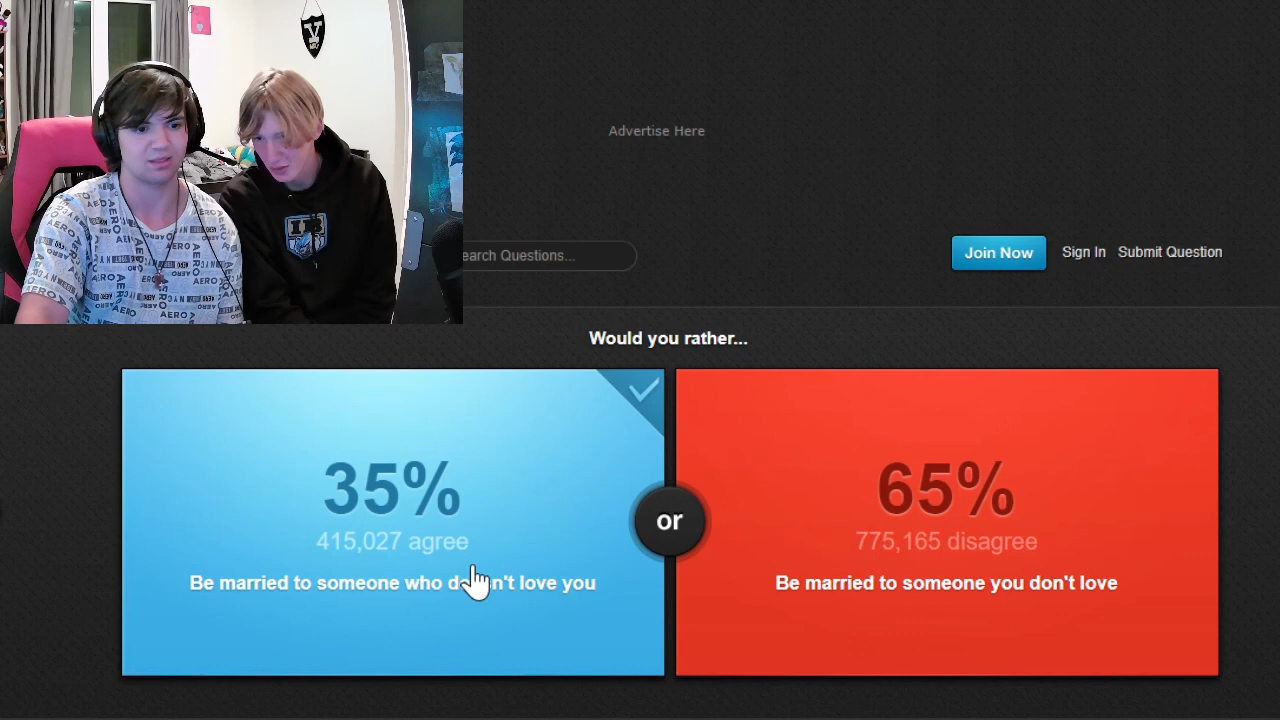 Advertise Here
earch Questions...
Join Now
Sign In
Submit Question
Would you rather...
35%
415,027 agree
Be married to someone who d n't love you
or
65%
775,165 disagree
Be married to someone you don't love
AERO